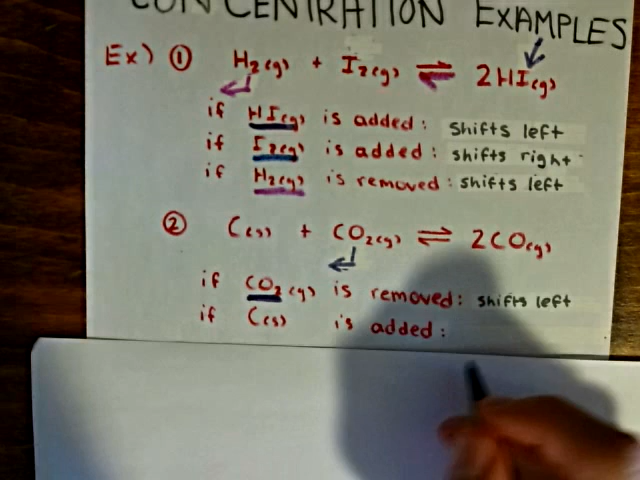 CONCENTRATION EXAMPLES
Ex) ① H₂(g) + I₂(g) ⇌ 2HI(g)
if HI(g) is added: shifts left
if I₂(g) is added: shifts right
if H₂(g) is removed: shifts left
② C(s) + CO₂(g) ⇌ 2CO(g)
if CO₂(g) is removed: shifts left
if C(s) is added: